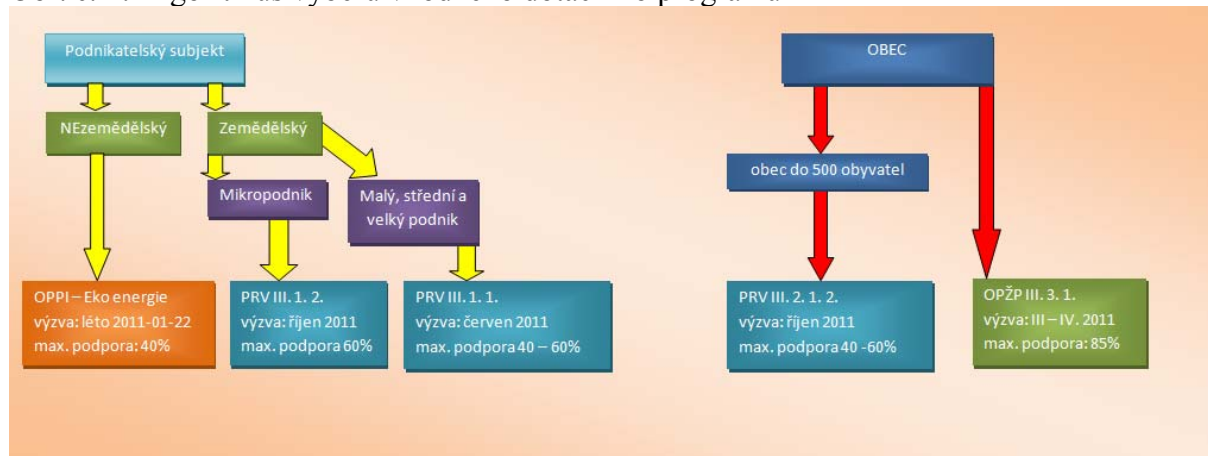 Podnikatelský subjekt
NEzemědělský
Zemědělský
Mikropodnik
Malý, střední a
velký podnik
OPPI – Eko energie
výzva: léto 2011-01-22
max. podpora: 40%
PRV III. 1. 2.
výzva: říjen 2011
max. podpora 60%
PRV III. 1. 1.
výzva: červen 2011
max. podpora 40 – 60%
OBEC
obec do 500 obyvatel
PRV III. 2. 1. 2.
výzva: říjen 2011
max. podpora 40 -60%
OPŽP III. 3. 1.
výzva: III – IV. 2011
max. podpora: 85%